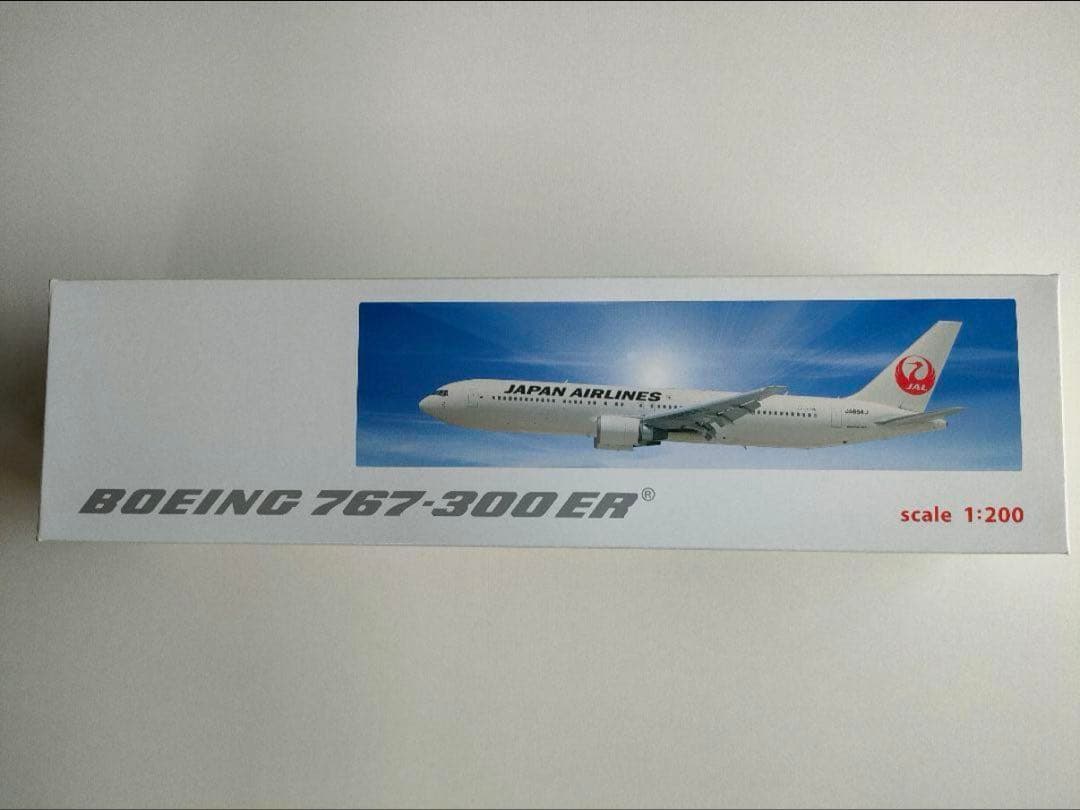 JAPAN AIRLINES
JAL
BOEING 767-300ER®
scale 1:200